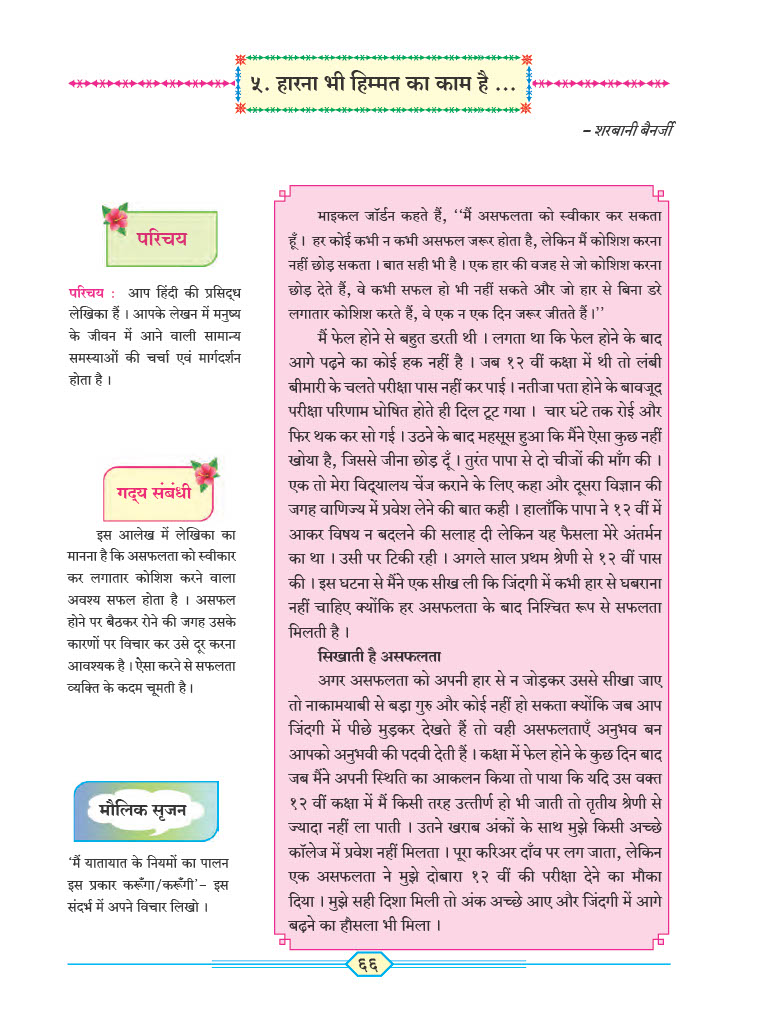 ५. हारना भी हिम्मत का काम है ...
– शरबानी बैनर्जी
परिचय
परिचय : आप हिंदी की प्रसिद्ध
लेखिका हैं । आपके लेखन में मनुष्य
के जीवन में आने वाली सामान्य
समस्याओं की चर्चा एवं मार्गदर्शन
होता है ।
गद्य संबंधी
इस आलेख में लेखिका का
मानना है कि असफलता को स्वीकार
कर लगातार कोशिश करने वाला
अवश्य सफल होता है । असफल
होने पर बैठकर रोने की जगह उसके
कारणों पर विचार कर उसे दूर करना
आवश्यक है । ऐसा करने से सफलता
व्यक्ति के कदम चूमती है ।
मौलिक सृजन
‘मैं यातायात के नियमों का पालन
इस प्रकार करूँगा/करूँगी’– इस
संदर्भ में अपने विचार लिखो ।
माइकल जॉर्डन कहते हैं, ‘‘मैं असफलता को स्वीकार कर सकता
हूँ । हर कोई कभी न कभी असफल जरूर होता है, लेकिन मैं कोशिश करना
नहीं छोड़ सकता । बात सही भी है । एक हार की वजह से जो कोशिश करना
छोड़ देते हैं, वे कभी सफल हो भी नहीं सकते और जो हार से बिना डरे
लगातार कोशिश करते हैं, वे एक न एक दिन जरूर जीतते हैं ।’’
मैं फेल होने से बहुत डरती थी । लगता था कि फेल होने के बाद
आगे पढ़ने का कोई हक नहीं है । जब १२ वीं कक्षा में थी तो लंबी
बीमारी के चलते परीक्षा पास नहीं कर पाई । नतीजा पता होने के बावजूद
परीक्षा परिणाम घोषित होते ही दिल टूट गया । चार घंटे तक रोई और
फिर थक कर सो गई । उठने के बाद महसूस हुआ कि मैंने ऐसा कुछ नहीं
खोया है, जिससे जीना छोड़ दूँ । तुरंत पापा से दो चीजों की माँग की ।
एक तो मेरा विद्यालय चेंज कराने के लिए कहा और दूसरा विज्ञान की
जगह वाणिज्य में प्रवेश लेने की बात कही । हालाँकि पापा ने १२ वीं में
आकर विषय न बदलने की सलाह दी लेकिन यह फैसला मेरे अंतर्मन
का था । उसी पर टिकी रही । अगले साल प्रथम श्रेणी से १२ वीं पास
की । इस घटना से मैंने एक सीख ली कि जिंदगी में कभी हार से घबराना
नहीं चाहिए क्योंकि हर असफलता के बाद निश्चित रूप से सफलता
मिलती है ।
सिखाती है असफलता
अगर असफलता को अपनी हार से न जोड़कर उससे सीखा जाए
तो नाकामयाबी से बड़ा गुरु और कोई नहीं हो सकता क्योंकि जब आप
जिंदगी में पीछे मुड़कर देखते हैं तो वही असफलताएँ अनुभव बन
आपको अनुभवी की पदवी देती हैं । कक्षा में फेल होने के कुछ दिन बाद
जब मैंने अपनी स्थिति का आकलन किया तो पाया कि यदि उस वक्त
१२ वीं कक्षा में मैं किसी तरह उत्तीर्ण हो भी जाती तो तृतीय श्रेणी से
ज्यादा नहीं ला पाती । उतने खराब अंकों के साथ मुझे किसी अच्छे
कॉलेज में प्रवेश नहीं मिलता । पूरा करिअर दाँव पर लग जाता, लेकिन
एक असफलता ने मुझे दोबारा १२ वीं की परीक्षा देने का मौका
दिया । मुझे सही दिशा मिली तो अंक अच्छे आए और जिंदगी में आगे
बढ़ने का हौसला भी मिला ।
६६